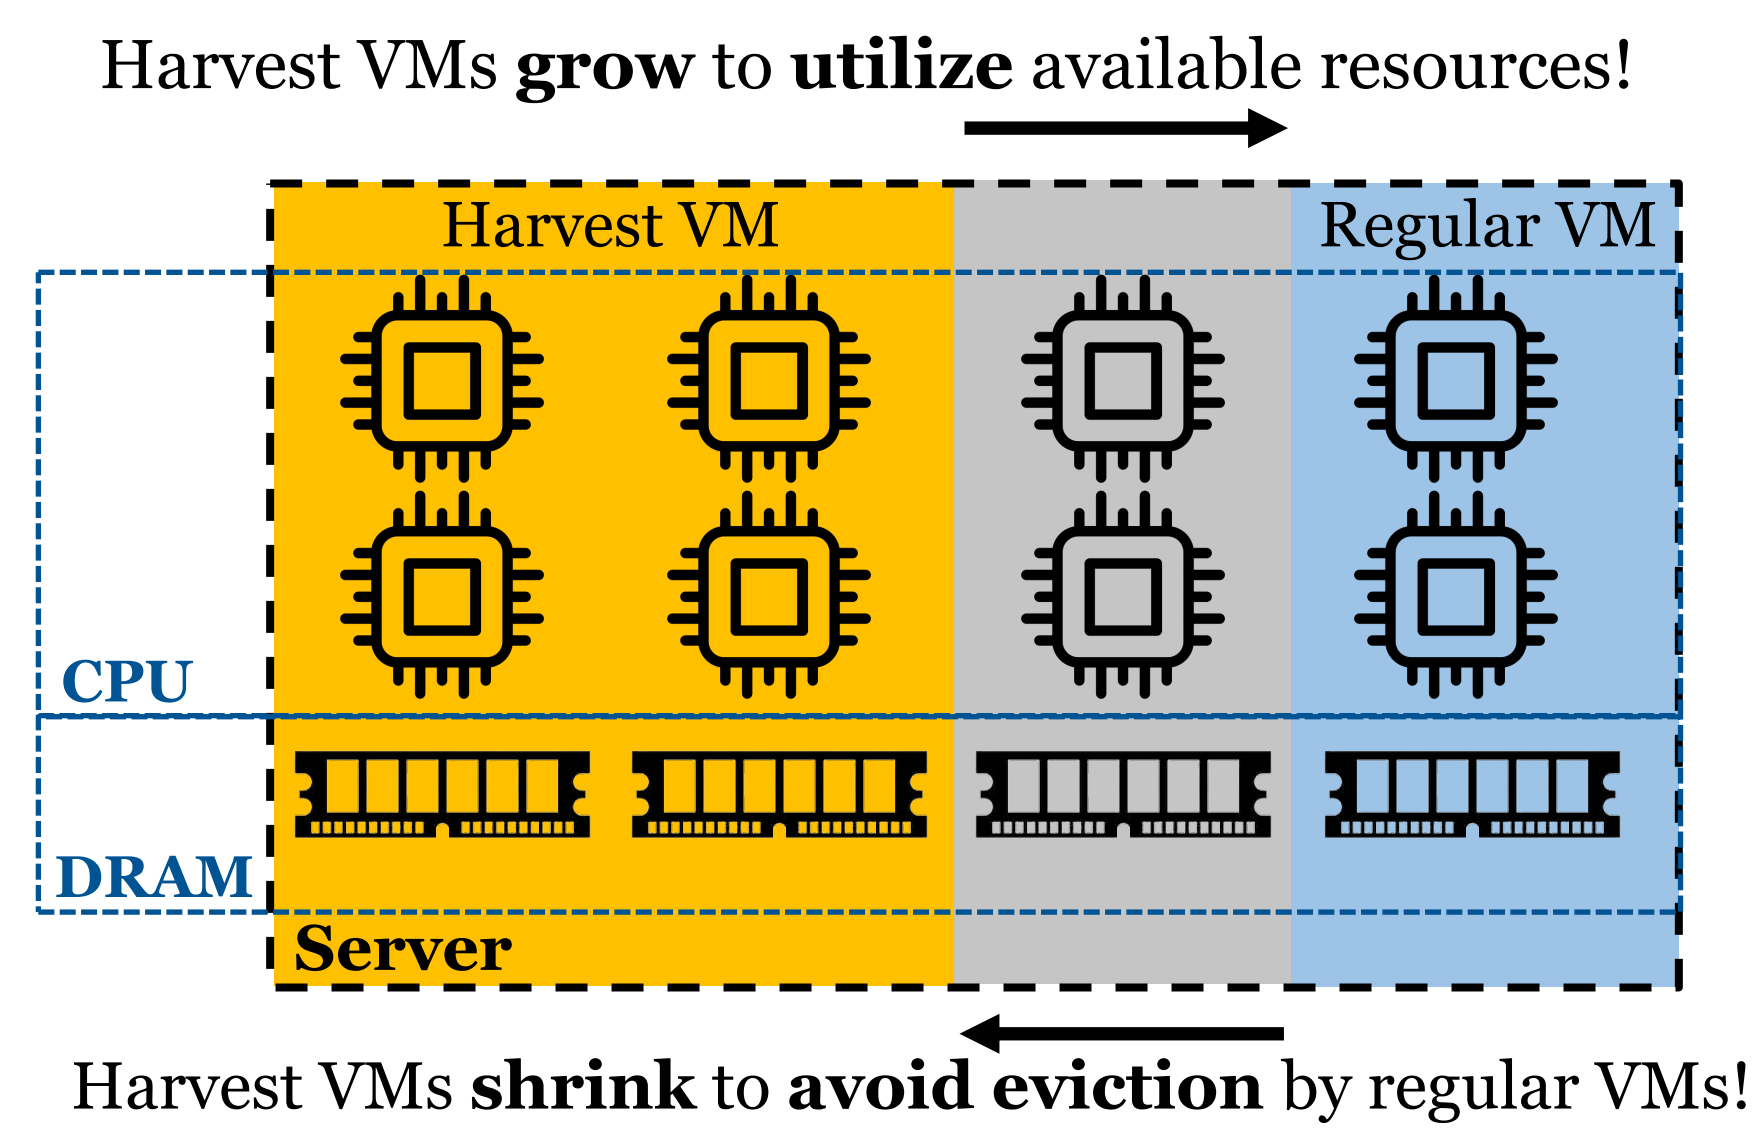 Harvest VMs grow to utilize available resources!
Harvest VM
Regular VM
CPU
DRAM
Server
Harvest VMs shrink to avoid eviction by regular VMs!